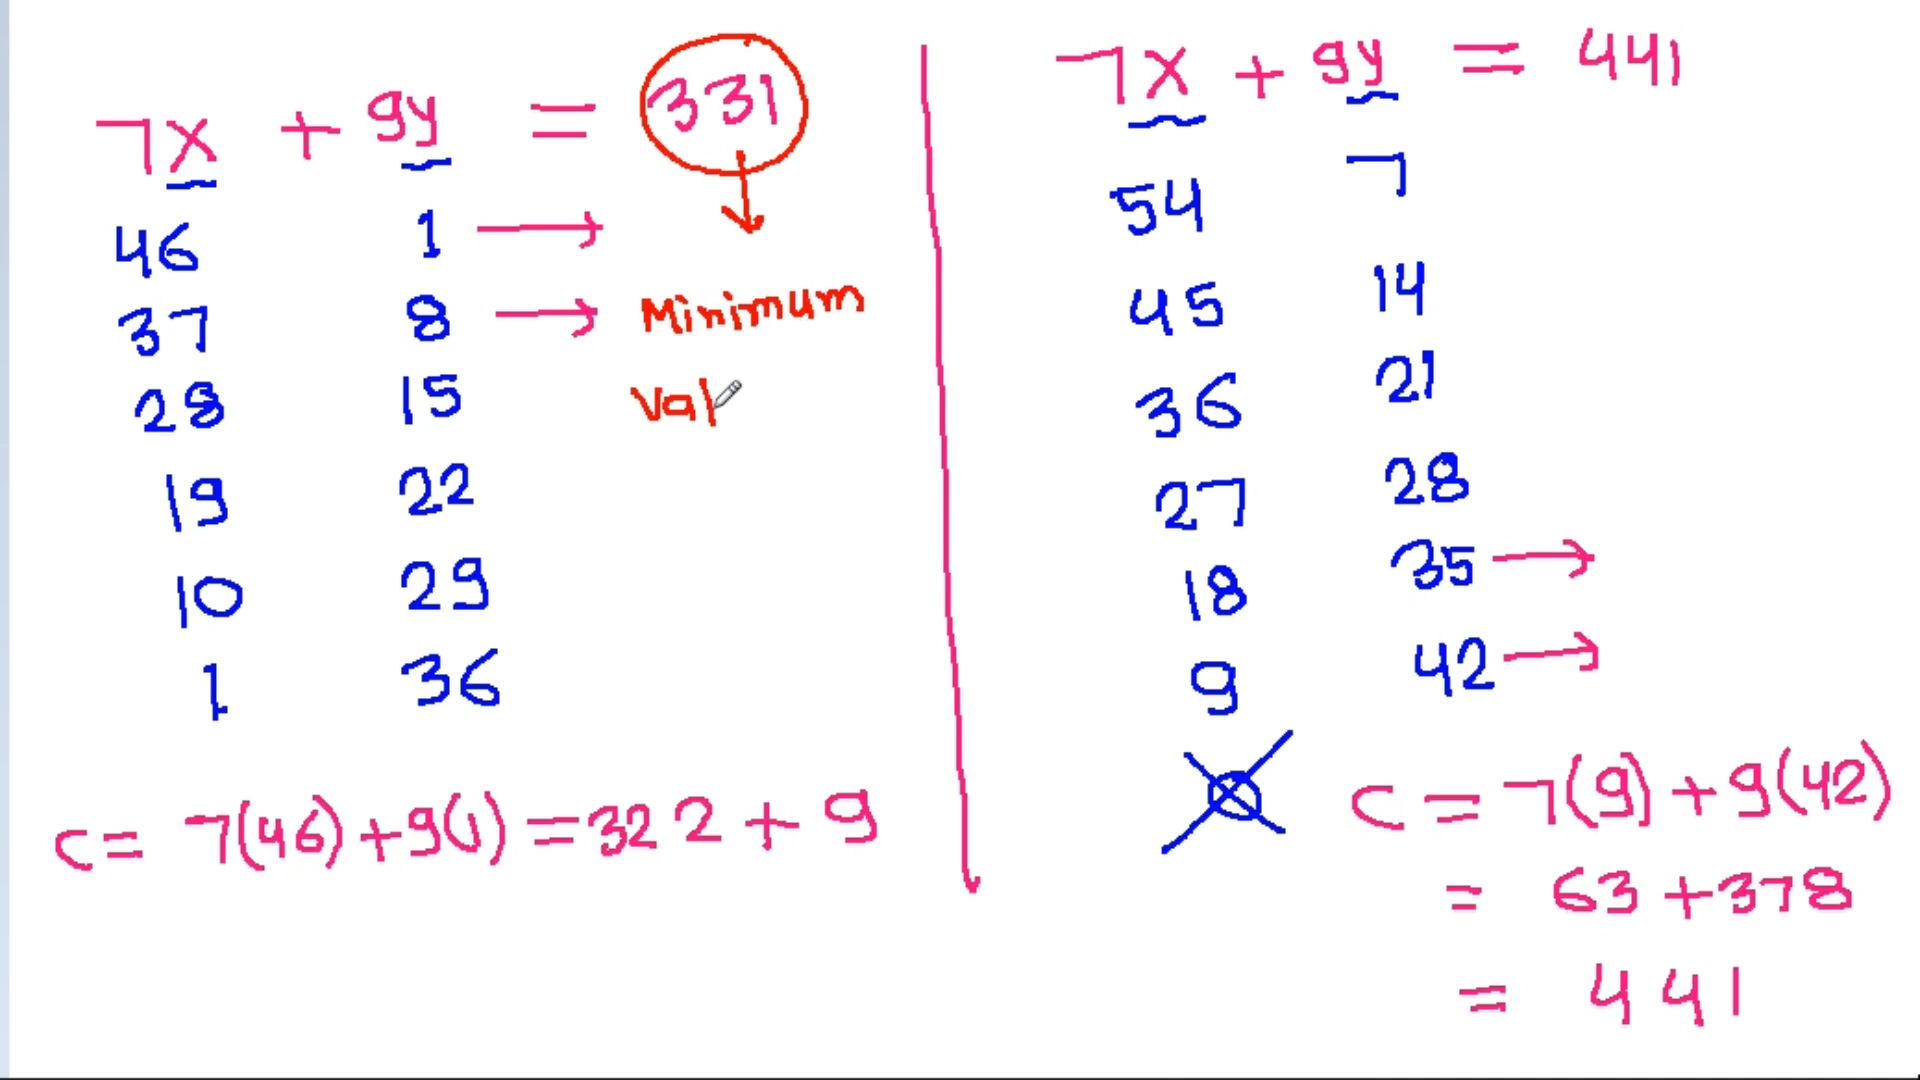 7x + 9y = 331
46 1 →
37 8 → Minimum
28 15 Val
19 22
10 29
1 36
C = 7(46) + 9(1) = 322 + 9
7x + 9y = 441
54 7
45 14
36 21
27 28
18 35 →
9 42 →
0
C = 7(9) + 9(42)
= 63 + 378
= 441